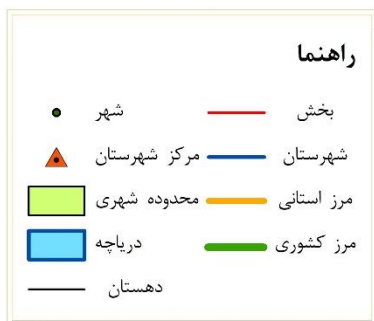 راهنما
بخش شهر
شهرستان مرکز شهرستان
مرز استانی محدوده شهری
مرز کشوری دریاچه
دهستان